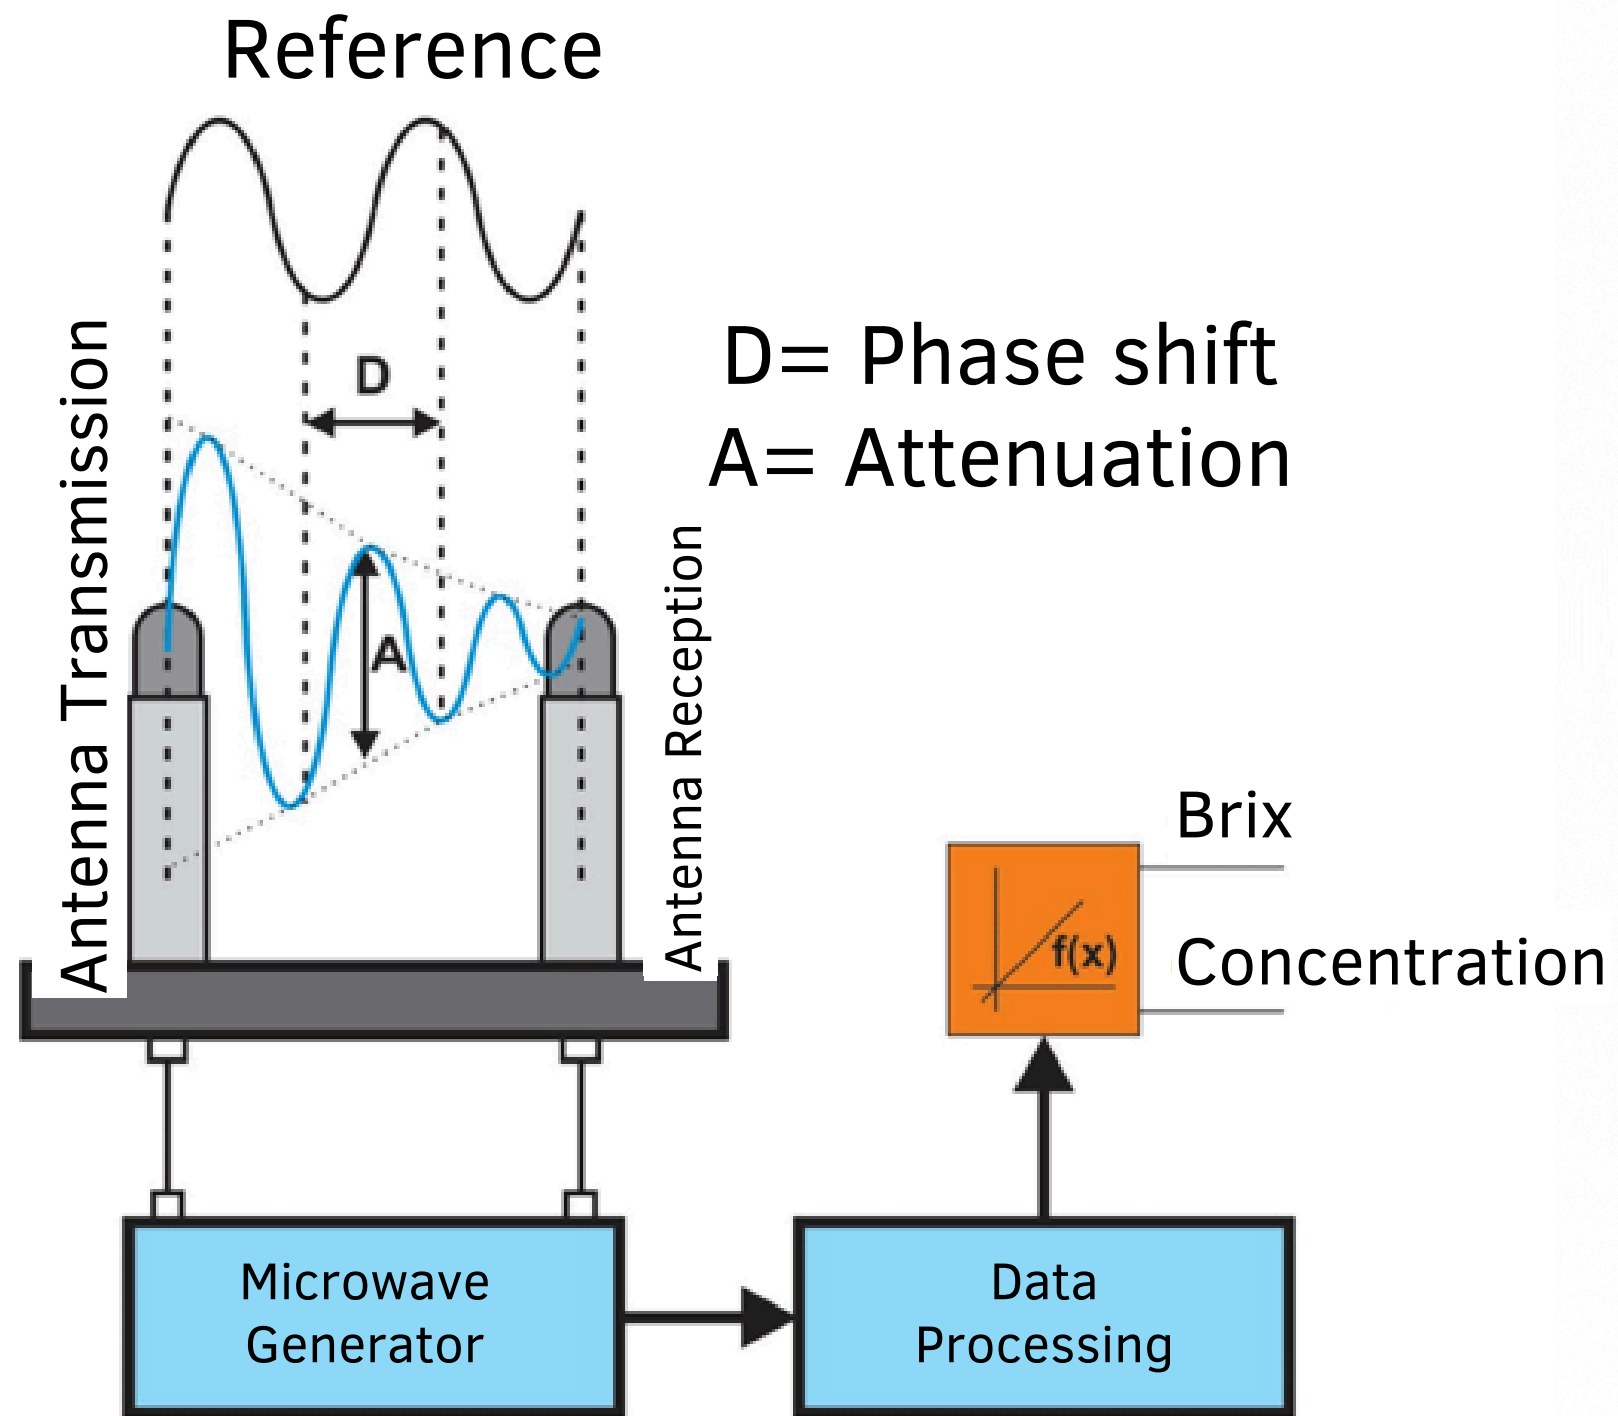 Reference
D
D= Phase shift
A= Attenuation
Antenna Transmission
A
Antenna Reception
Brix
f(x)
Concentration
Microwave
Generator
Data
Processing